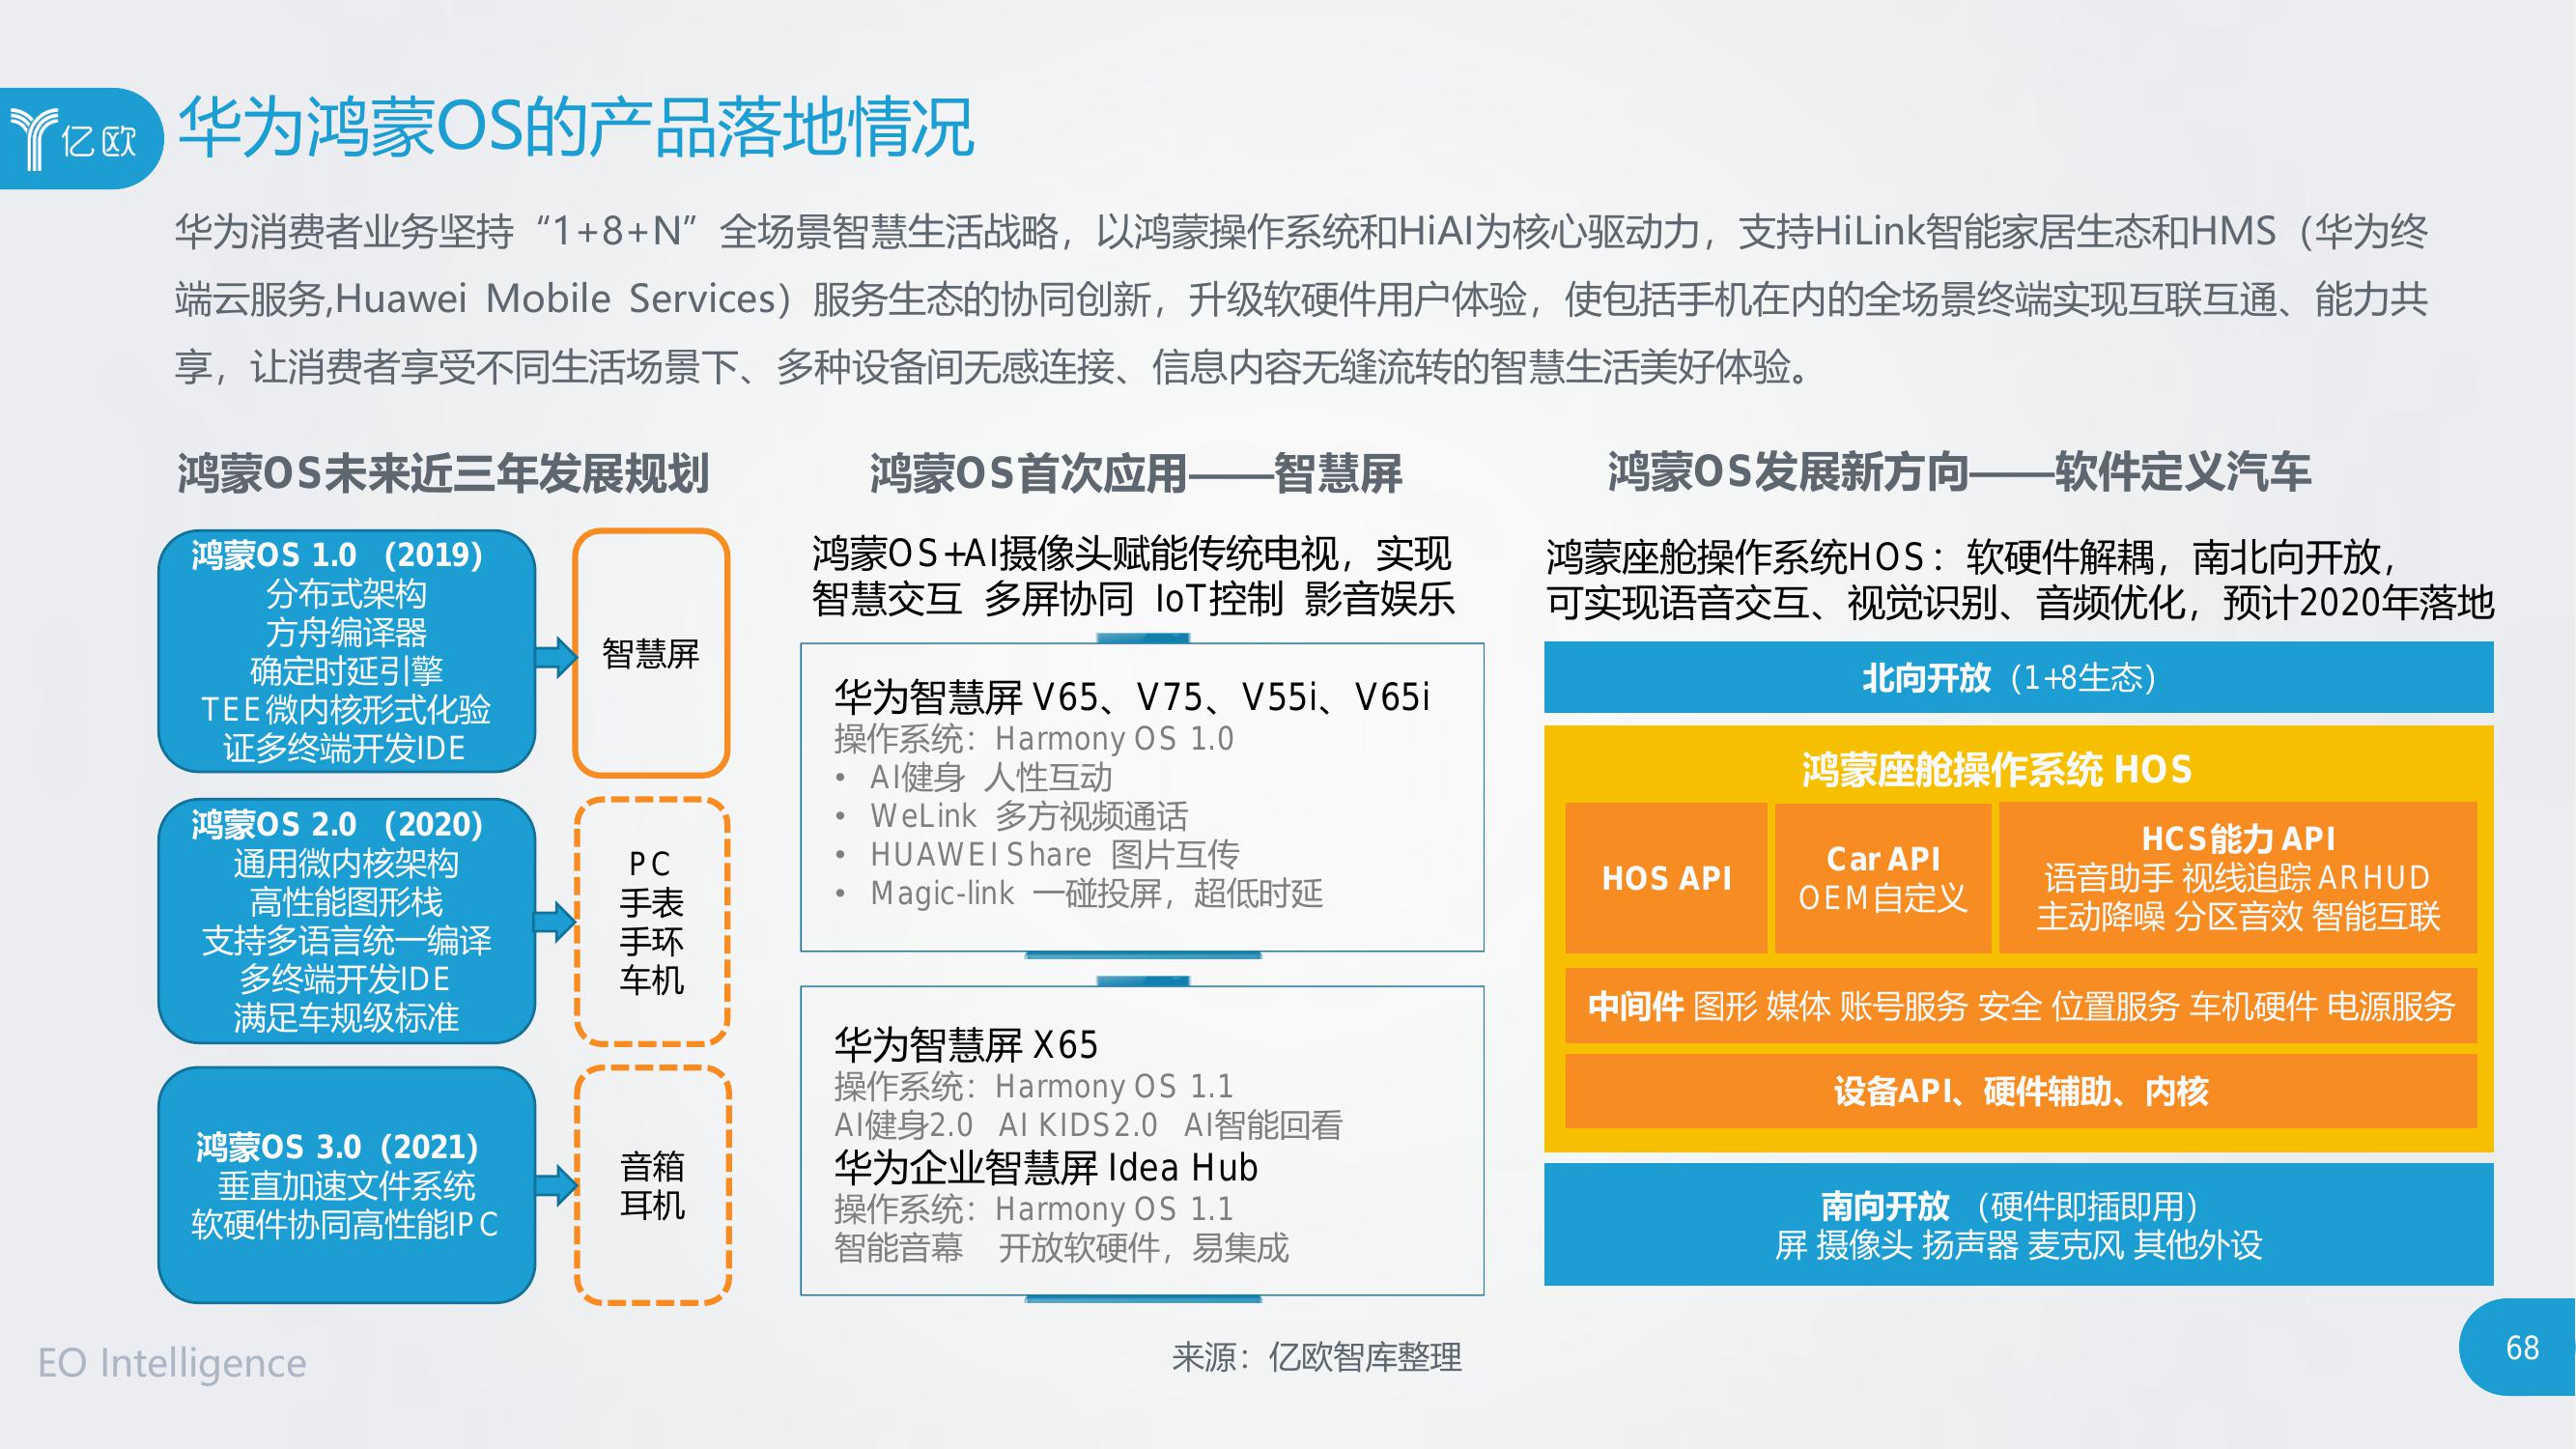 亿欧
华为鸿蒙OS的产品落地情况
华为消费者业务坚持“1+8+N”全场景智慧生活战略，以鸿蒙操作系统和HiAI为核心驱动力，支持HiLink智能家居生态和HMS（华为终
端云服务,Huawei Mobile Services）服务生态的协同创新，升级软硬件用户体验，使包括手机在内的全场景终端实现互联互通、能力共
享，让消费者享受不同生活场景下、多种设备间无感连接、信息内容无缝流转的智慧生活美好体验。
鸿蒙OS未来近三年发展规划
鸿蒙OS 1.0 （2019）
分布式架构
方舟编译器
确定时延引擎
TEE微内核形式化验
证多终端开发IDE
智慧屏
鸿蒙OS 2.0 （2020）
通用微内核架构
高性能图形栈
支持多语言统一编译
多终端开发IDE
满足车规级标准
PC
手表
手环
车机
鸿蒙OS 3.0（2021）
垂直加速文件系统
软硬件协同高性能IPC
音箱
耳机
鸿蒙OS首次应用——智慧屏
鸿蒙OS+AI摄像头赋能传统电视，实现
智慧交互 多屏协同 IoT控制 影音娱乐
华为智慧屏 V65、V75、V55i、V65i
操作系统：Harmony OS 1.0
• AI健身 人性互动
• WeLink 多方视频通话
• HUAWEI Share 图片互传
• Magic-link 一碰投屏，超低时延
华为智慧屏 X65
操作系统：Harmony OS 1.1
AI健身2.0 AI KIDS2.0 AI智能回看
华为企业智慧屏 Idea Hub
操作系统：Harmony OS 1.1
智能音幕 开放软硬件，易集成
鸿蒙OS发展新方向——软件定义汽车
鸿蒙座舱操作系统HOS：软硬件解耦，南北向开放，
可实现语音交互、视觉识别、音频优化，预计2020年落地
北向开放（1+8生态）
鸿蒙座舱操作系统 HOS
HOS API
Car API
OEM自定义
HCS能力 API
语音助手 视线追踪 ARHUD
主动降噪 分区音效 智能互联
中间件 图形 媒体 账号服务 安全 位置服务 车机硬件 电源服务
设备API、硬件辅助、内核
南向开放 （硬件即插即用）
屏 摄像头 扬声器 麦克风 其他外设
EO Intelligence
来源：亿欧智库整理
68